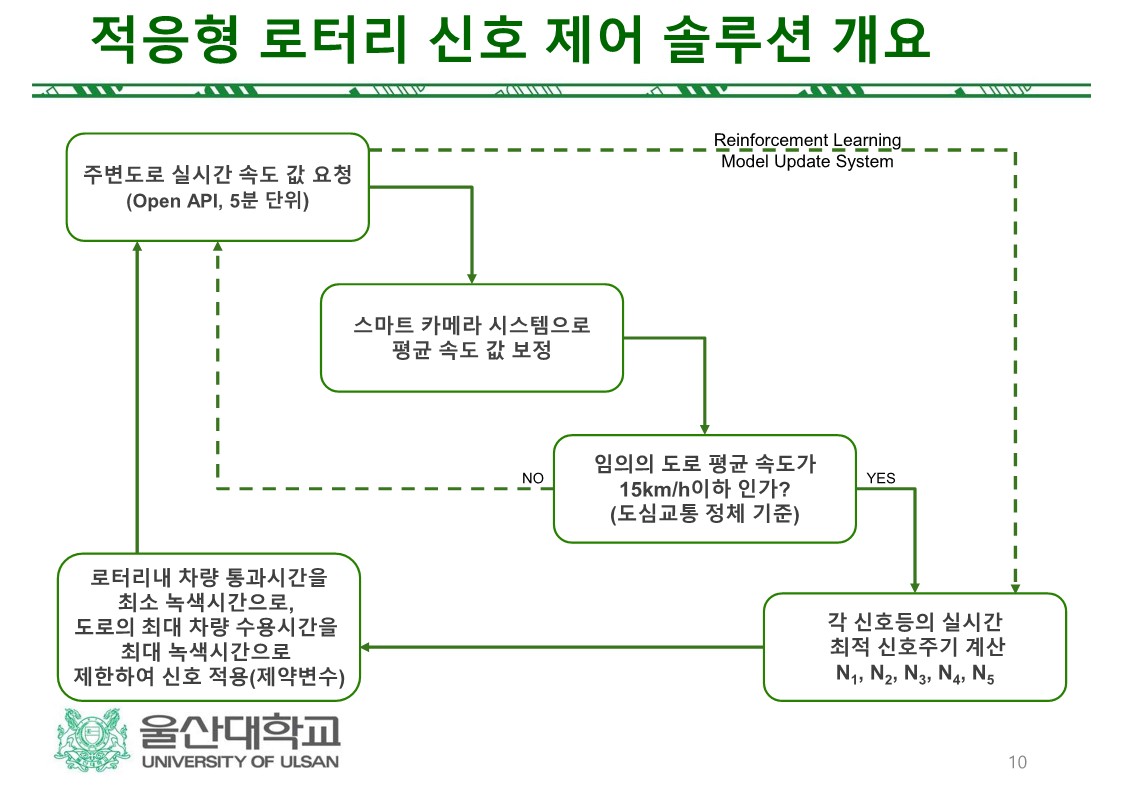 적응형 로터리 신호 제어 솔루션 개요
Reinforcement Learning
Model Update System
주변도로 실시간 속도 값 요청
(Open API, 5분 단위)
스마트 카메라 시스템으로
평균 속도 값 보정
임의의 도로 평균 속도가
15km/h이하 인가?
(도심교통 정체 기준)
NO
YES
로터리내 차량 통과시간을
최소 녹색시간으로,
도로의 최대 차량 수용시간을
최대 녹색시간으로
제한하여 신호 적용(제약변수)
각 신호등의 실시간
최적 신호주기 계산
N₁, N₂, N₃, N₄, N₅
울산대학교
UNIVERSITY OF ULSAN
10